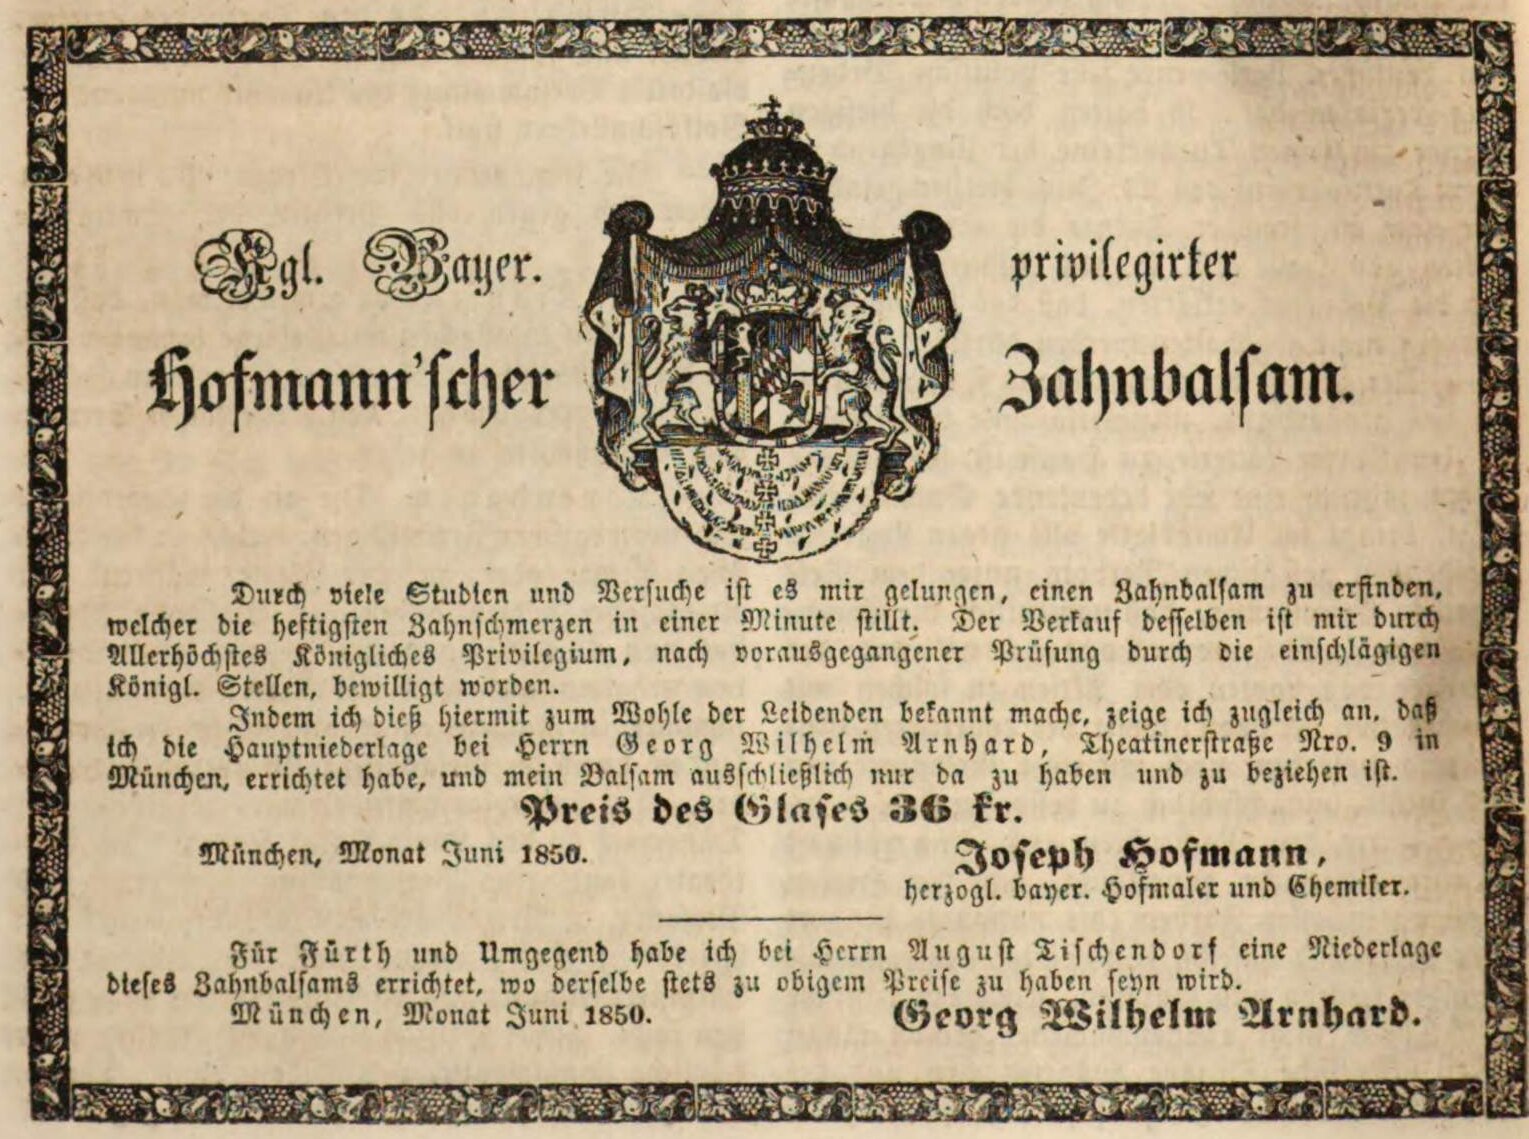 Kgl. Bayer. privilegirter
Hofmann'scher Zahnbalsam.
Durch viele Studien und Versuche ist es mir gelungen, einen Zahnbalsam zu erfinden,
welcher die heftigsten Zahnschmerzen in einer Minute stillt. Der Verkauf desselben ist mir durch
Allerhöchstes Königliches Privilegium, nach vorausgegangener Prüfung durch die einschlägigen
Königl. Stellen, bewilligt worden.
Indem ich dieß hiermit zum Wohle der Leidenden bekannt mache, zeige ich zugleich an, daß
ich die Hauptniederlage bei Herrn Georg Wilhelm Arnhard, Theatinerstraße Nro. 9 in
München, errichtet habe, und mein Balsam ausschließlich nur da zu haben und zu beziehen ist.
Preis des Glases 36 kr.
München, Monat Juni 1850. Joseph Hofmann,
herzogl. bayer. Hofmaler und Chemiker.
Für Fürth und Umgegend habe ich bei Herrn August Tischendorf eine Niederlage
dieses Zahnbalsams errichtet, wo derselbe stets zu obigem Preise zu haben seyn wird.
München, Monat Juni 1850. Georg Wilhelm Arnhard.